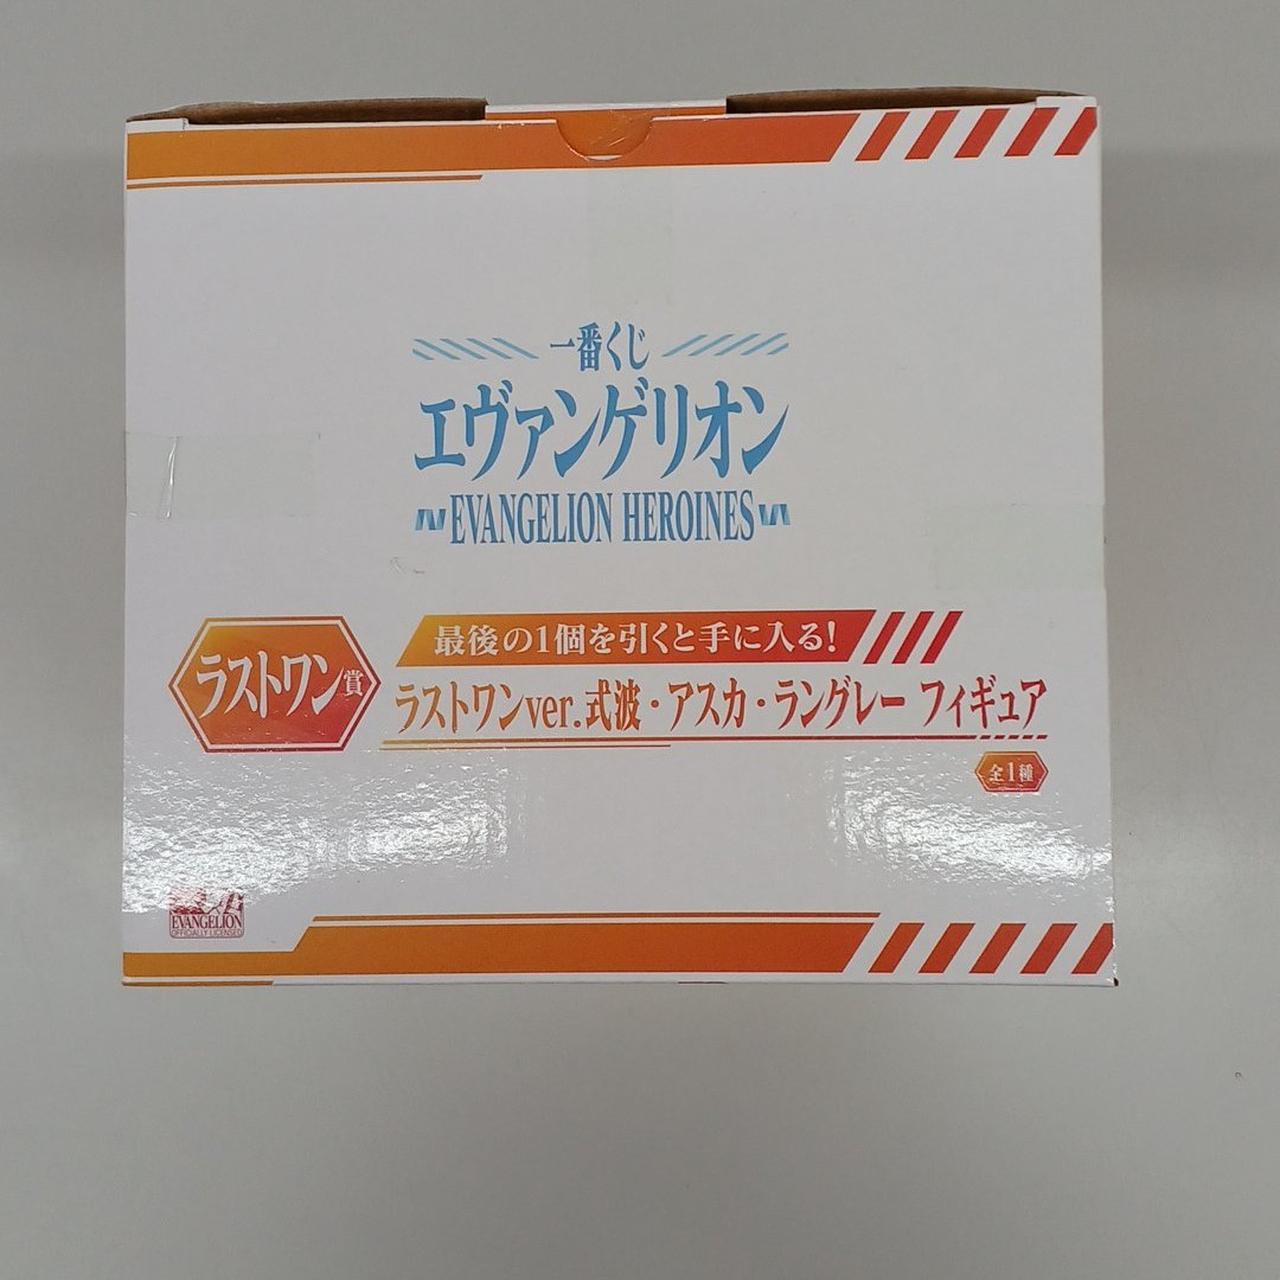 一番くじ
エヴァンゲリオン
EVANGELION HEROINES
ラストワン賞
最後の1個を引くと手に入る!
ラストワンver.式波・アスカ・ラングレー フィギュア
全1種
EVANGELION
OFFICIALLY LICENSED